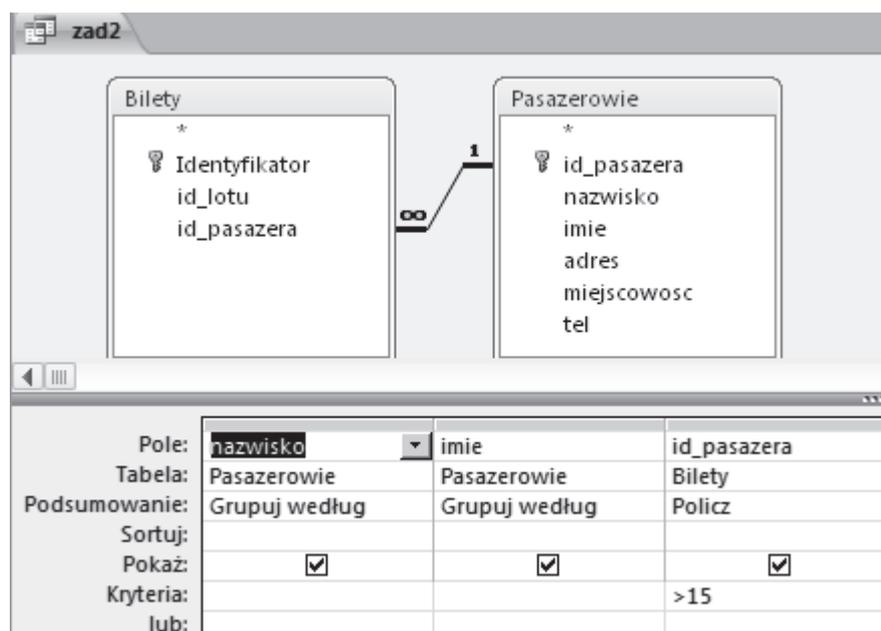 zad2
Bilety
*
Identyfikator
id_lotu
id_pasazera
∞
1
Pasazerowie
*
id_pasazera
nazwisko
imie
adres
miejscowosc
tel
Pole: nazwisko imie id_pasazera
Tabela: Pasazerowie Pasazerowie Bilety
Podsumowanie: Grupuj według Grupuj według Policz
Sortuj:
Pokaż:
Kryteria: >15
lub: